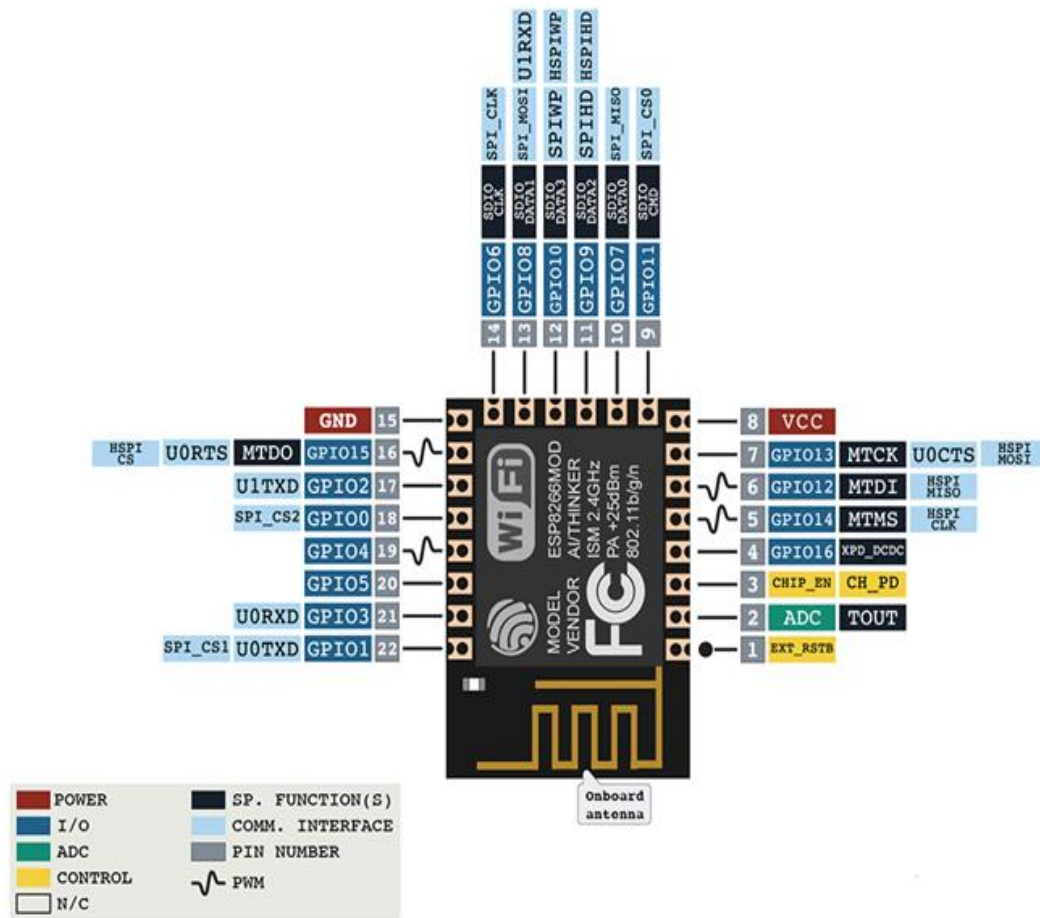 SPI_CLK
SPI_MOSI U1RXD
SPIWP HSPIWP
SPIHD HSPIHD
SPI_MISO
SPI_CS0
SDIO CLK
SDIO DATA1
SDIO DATA3
SDIO DATA2
SDIO DATA0
SDIO CMD
GPIO6 GPIO8 GPIO10 GPIO9 GPIO7 GPIO11
14 13 12 11 10 9
GND 15
HSPI CS U0RTS MTDO GPIO15 16
U1TXD GPIO2 17
SPI_CS2 GPIO0 18
GPIO4 19
GPIO5 20
U0RXD GPIO3 21
SPI_CS1 U0TXD GPIO1 22
WiFi
ESP8266MOD
AI/THINKER
ISM 2.4GHz
PA +25dBm
802.11b/g/n
MODEL
VENDOR
FC
8 VCC
7 GPIO13 MTCK U0CTS HSPI MOSI
6 GPIO12 MTDI HSPI MISO
5 GPIO14 MTMS HSPI CLK
4 GPIO16 XPD_DCDC
3 CHIP_EN CH_PD
2 ADC TOUT
1 EXT_RSTB
Onboard
antenna
POWER
I/O
ADC
CONTROL
N/C
SP. FUNCTION(S)
COMM. INTERFACE
PIN NUMBER
PWM